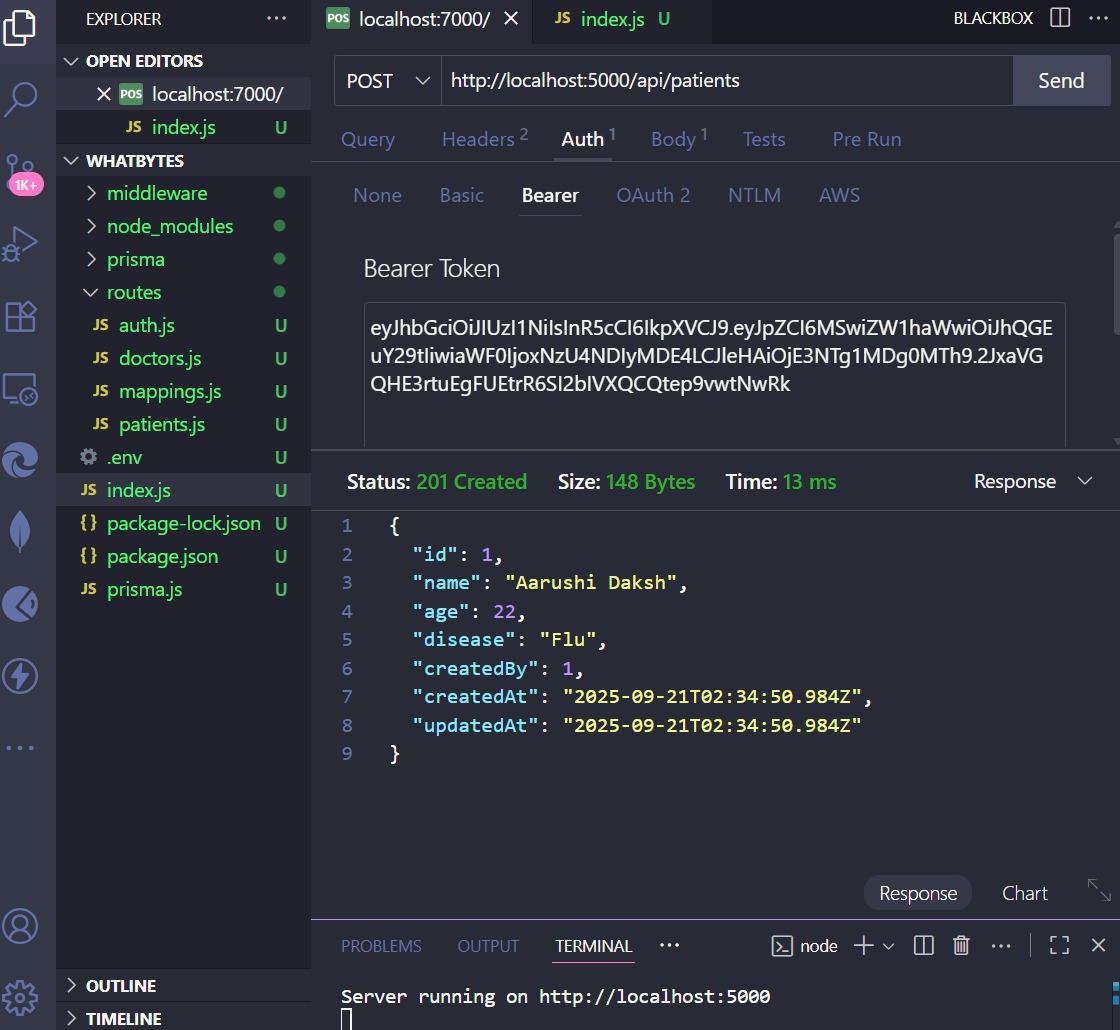 EXPLORER
OPEN EDITORS
POS localhost:7000/
JS index.js U
WHATBYTES
1K+
middleware
node_modules
prisma
routes
JS auth.js U
JS doctors.js U
JS mappings.js U
JS patients.js U
.env U
JS index.js U
{} package-lock.json U
{} package.json U
JS prisma.js U
OUTLINE
TIMELINE
POS localhost:7000/
JS index.js U
BLACKBOX
POST http://localhost:5000/api/patients Send
Query Headers 2 Auth 1 Body 1 Tests Pre Run
None Basic Bearer OAuth 2 NTLM AWS
Bearer Token
eyJhbGciOiJIUzI1NiIsInR5cCI6IkpXVCJ9.eyJpZCI6MSwiZW1haWwiOiJhQGE
uY29tIiwiaWF0IjoxNzU4NDIyMDE4LCJleHAiOjE3NTg1MDg0MTh9.2JxaVG
QHE3rtuEgFUEtrR6SI2bIVXQCQtep9vwtNwRk
Status: 201 Created Size: 148 Bytes Time: 13 ms Response
1 {
2 "id": 1,
3 "name": "Aarushi Daksh",
4 "age": 22,
5 "disease": "Flu",
6 "createdBy": 1,
7 "createdAt": "2025-09-21T02:34:50.984Z",
8 "updatedAt": "2025-09-21T02:34:50.984Z"
9 }
Response Chart
PROBLEMS OUTPUT TERMINAL node
Server running on http://localhost:5000